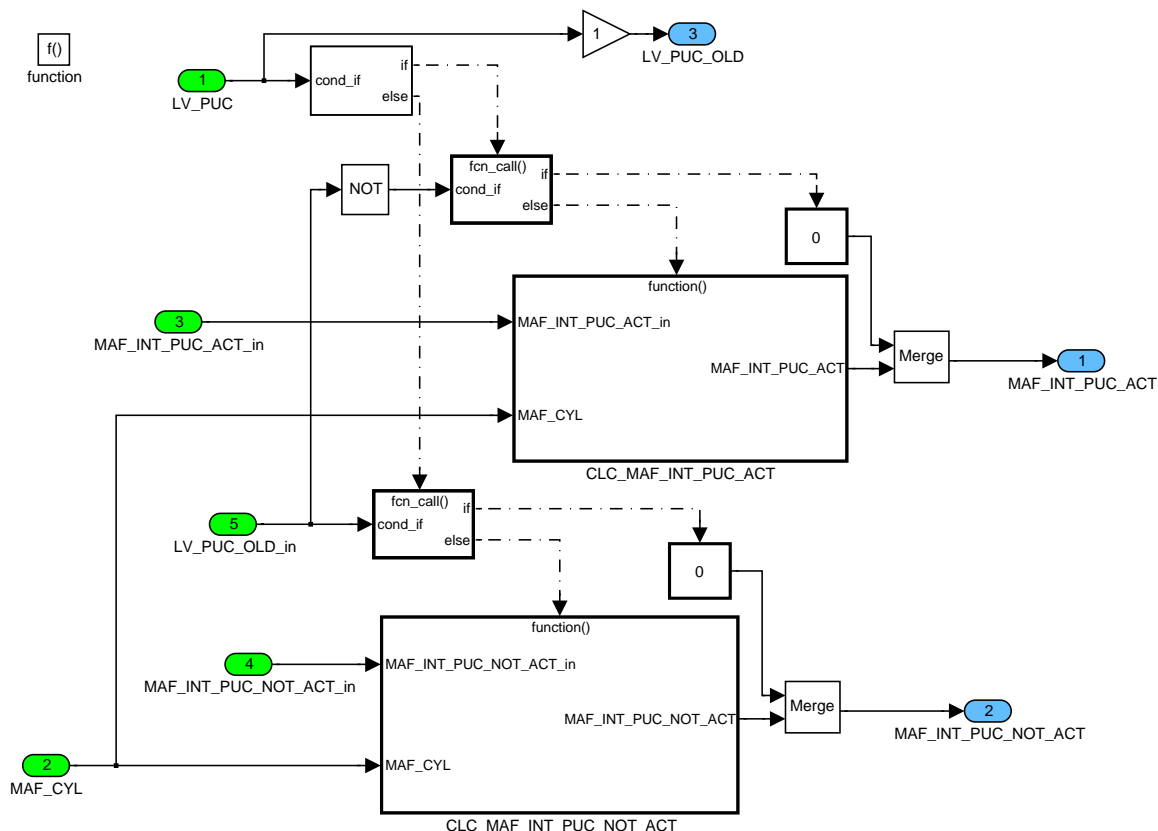 1
3
LV_PUC_OLD
f()
function
1
LV_PUC
cond_if
if
else
fcn_call()
cond_if
if
else
NOT
0
function()
3
MAF_INT_PUC_ACT_in
MAF_INT_PUC_ACT_in
MAF_INT_PUC_ACT
MAF_CYL
Merge
1
MAF_INT_PUC_ACT
CLC_MAF_INT_PUC_ACT
fcn_call()
cond_if
if
else
5
LV_PUC_OLD_in
0
function()
4
MAF_INT_PUC_NOT_ACT_in
MAF_INT_PUC_NOT_ACT_in
MAF_INT_PUC_NOT_ACT
Merge
2
MAF_INT_PUC_NOT_ACT
2
MAF_CYL
MAF_CYL
CLC_MAF_INT_PUC_NOT_ACT